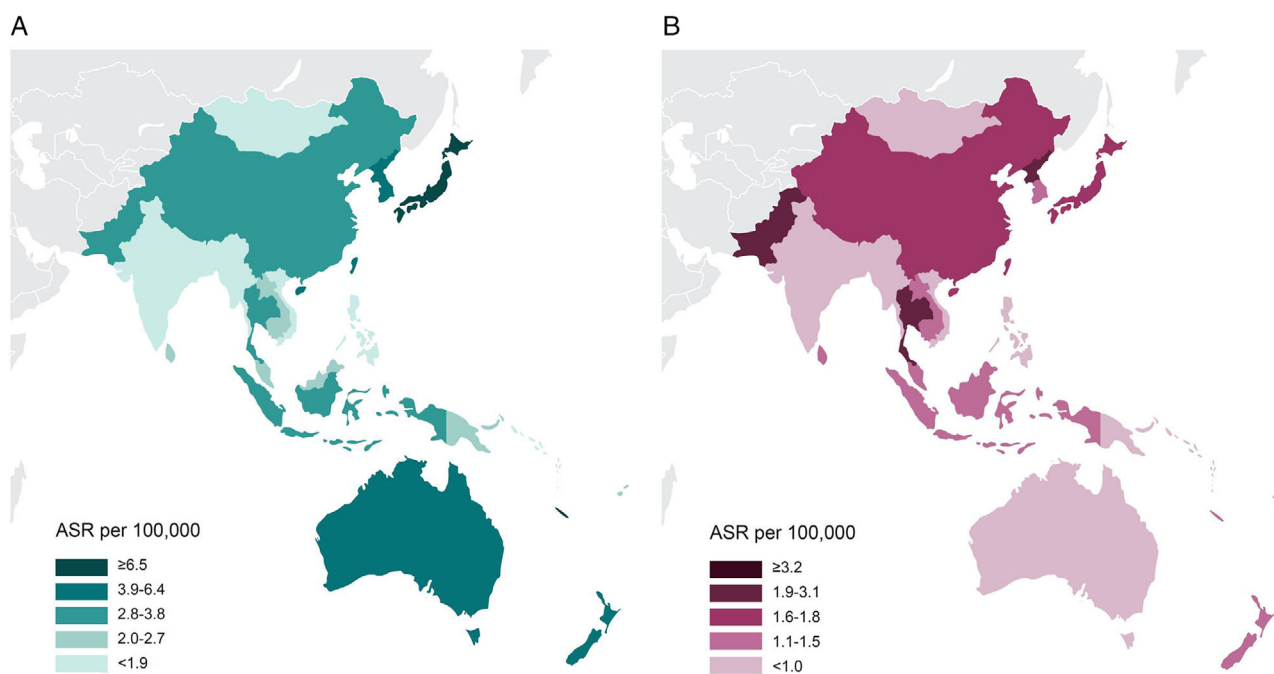 A
B
ASR per 100,000
≥6.5
3.9-6.4
2.8-3.8
2.0-2.7
<1.9
ASR per 100,000
≥3.2
1.9-3.1
1.6-1.8
1.1-1.5
<1.0